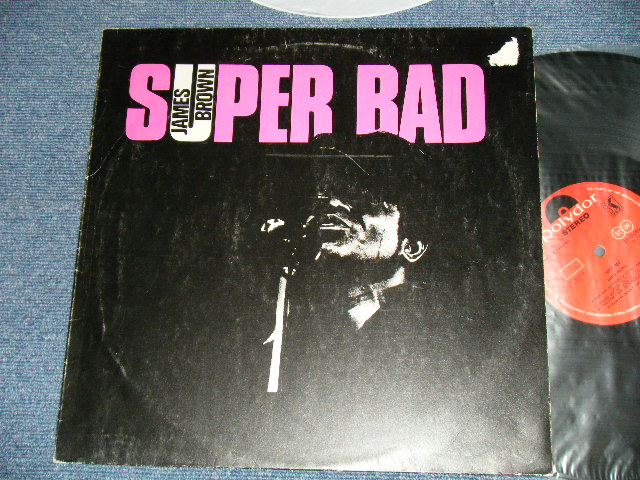 SUPER BAD
JAMES
BROWN
polydor
STEREO